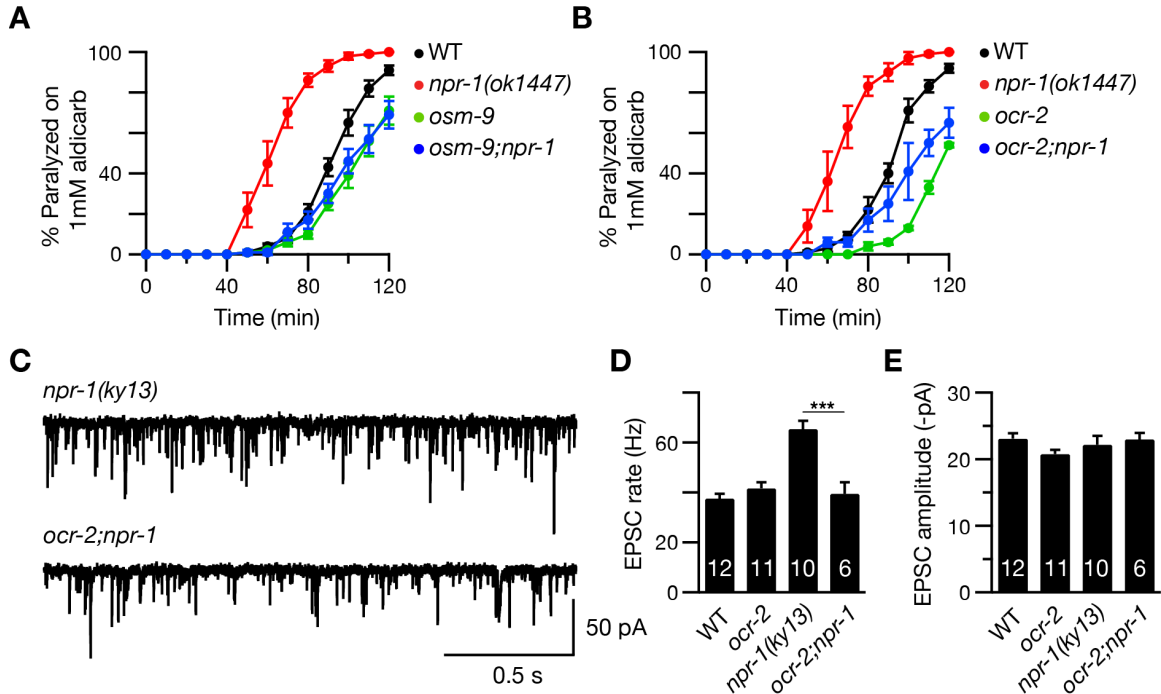 A
% Paralyzed on
1mM aldicarb
100
40
0
0
40
80
120
Time (min)
WT
npr-1(ok1447)
osm-9
osm-9;npr-1
B
% Paralyzed on
1mM aldicarb
100
40
0
0
40
80
120
Time (min)
WT
npr-1(ok1447)
ocr-2
ocr-2;npr-1
C
npr-1(ky13)
ocr-2;npr-1
50 pA
0.5 s
D
EPSC rate (Hz)
60
20
0
***
12
11
10
6
WT
ocr-2
npr-1(ky13)
ocr-2;npr-1
E
EPSC amplitude (-pA)
30
20
10
0
12
11
10
6
WT
ocr-2
npr-1(ky13)
ocr-2;npr-1